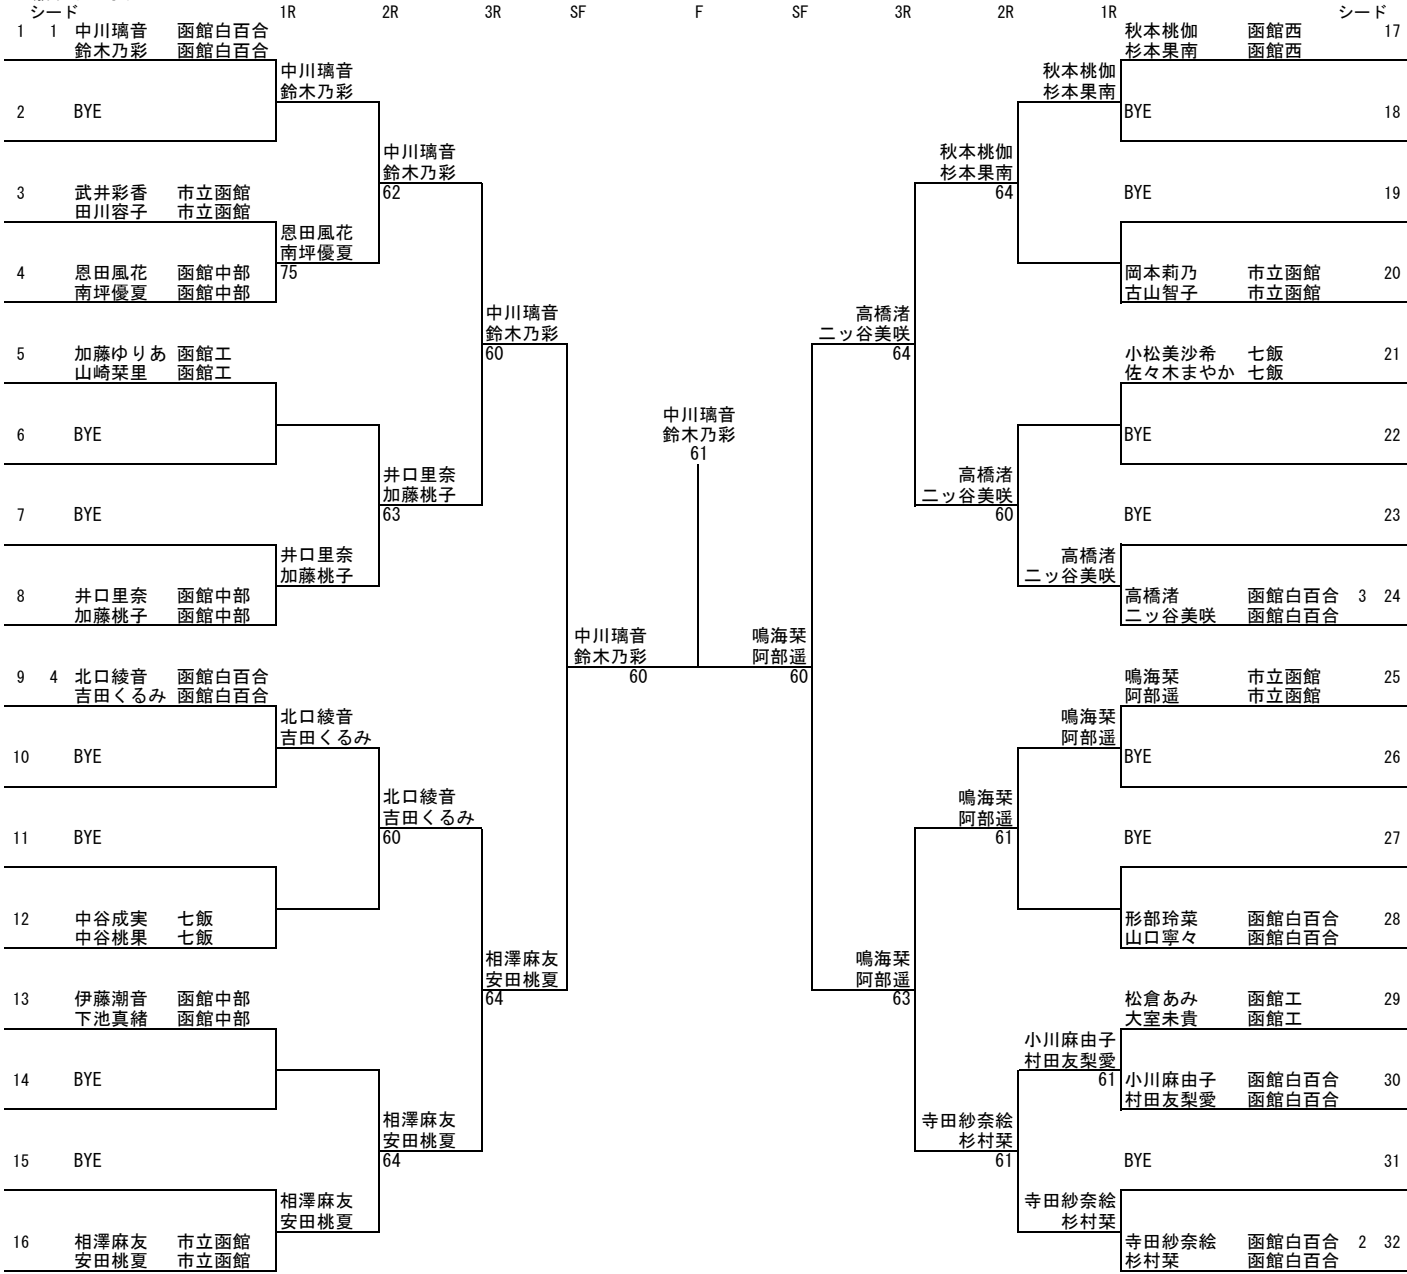 シード 1R 2R 3R SF F SF 3R 2R 1R シード
1 1 中川璃音 函館白百合
鈴木乃彩 函館白百合
2 BYE
3 武井彩香 市立函館
田川容子 市立函館
4 恩田風花 函館中部
南坪優夏 函館中部
5 加藤ゆりあ 函館工
山崎栞里 函館工
6 BYE
7 BYE
8 井口里奈 函館中部
加藤桃子 函館中部
9 4 北口綾音 函館白百合
吉田くるみ 函館白百合
10 BYE
11 BYE
12 中谷成実 七飯
中谷桃果 七飯
13 伊藤潮音 函館中部
下池真緒 函館中部
14 BYE
15 BYE
16 相澤麻友 市立函館
安田桃夏 市立函館
中川璃音
鈴木乃彩
恩田風花
南坪優夏
75
井口里奈
加藤桃子
北口綾音
吉田くるみ
相澤麻友
安田桃夏
中川璃音
鈴木乃彩
62
井口里奈
加藤桃子
63
北口綾音
吉田くるみ
60
相澤麻友
安田桃夏
64
中川璃音
鈴木乃彩
60
相澤麻友
安田桃夏
64
中川璃音
鈴木乃彩
60
中川璃音
鈴木乃彩
61
鳴海栞
阿部遥
60
高橋渚
二ッ谷美咲
64
鳴海栞
阿部遥
63
秋本桃伽
杉本果南
64
高橋渚
二ッ谷美咲
60
鳴海栞
阿部遥
61
寺田紗奈絵
杉村栞
61
秋本桃伽
杉本果南
高橋渚
二ッ谷美咲
鳴海栞
阿部遥
小川麻由子
村田友梨愛
61
寺田紗奈絵
杉村栞
秋本桃伽 函館西 17
杉本果南 函館西
BYE 18
BYE 19
岡本莉乃 市立函館 20
古山智子 市立函館
小松美沙希 七飯 21
佐々木まやか 七飯
BYE 22
BYE 23
高橋渚 函館白百合 3 24
二ッ谷美咲 函館白百合
鳴海栞 市立函館 25
阿部遥 市立函館
BYE 26
BYE 27
形部玲菜 函館白百合 28
山口寧々 函館白百合
松倉あみ 函館工 29
大室未貴 函館工
小川麻由子 函館白百合 30
村田友梨愛 函館白百合
BYE 31
寺田紗奈絵 函館白百合 2 32
杉村栞 函館白百合